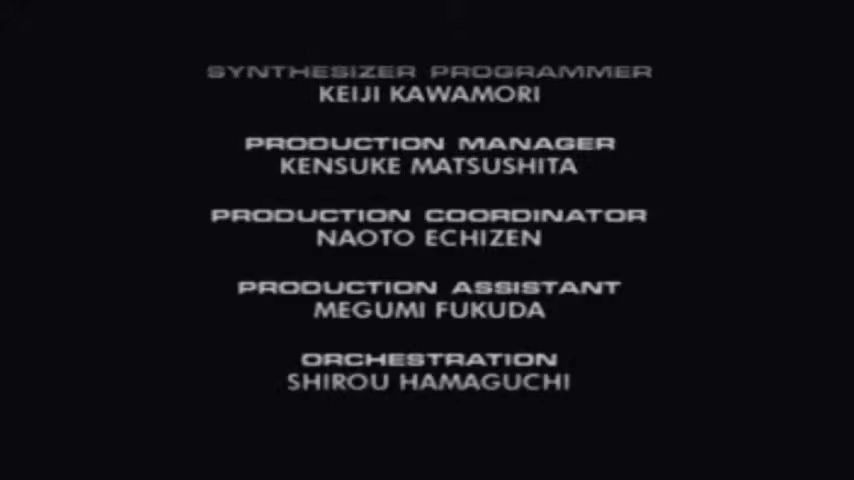 SYNTHESIZER PROGRAMMER
KEIJI KAWAMORI
PRODUCTION MANAGER
KENSUKE MATSUSHITA
PRODUCTION COORDINATOR
NAOTO ECHIZEN
PRODUCTION ASSISTANT
MEGUMI FUKUDA
ORCHESTRATION
SHIROU HAMAGUCHI